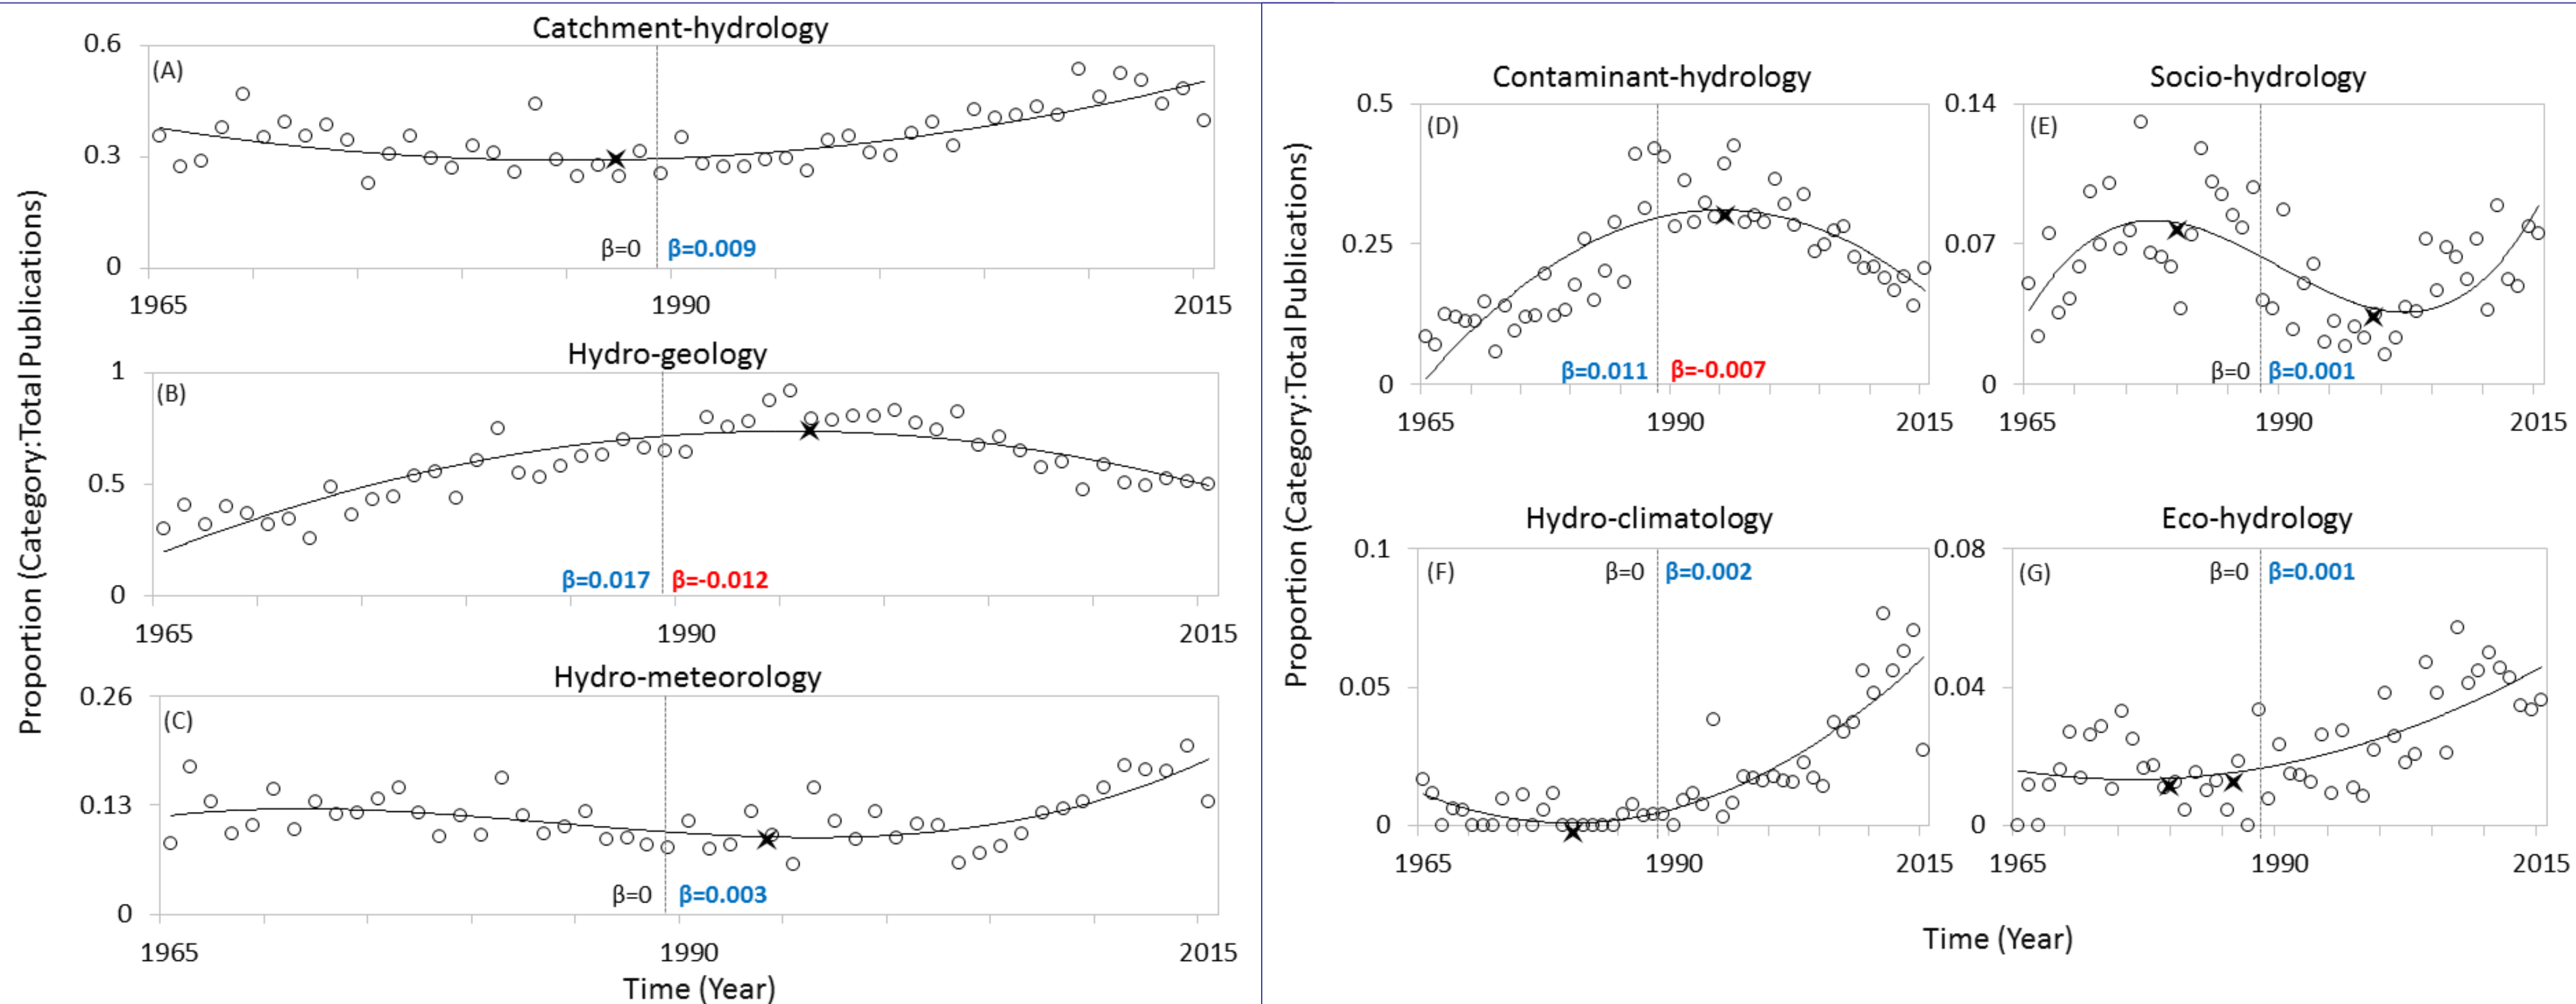 Proportion (Category:Total Publications)
Catchment-hydrology
(A)
0.6
0.3
0
β=0 β=0.009
1965 1990 2015
Hydro-geology
(B)
1
0.5
0
β=0.017 β=-0.012
1965 1990 2015
Hydro-meteorology
(C)
0.26
0.13
0
β=0 β=0.003
1965 1990 2015
Time (Year)
Proportion (Category:Total Publications)
Contaminant-hydrology
(D)
0.5
0.25
0
β=0.011 β=-0.007
1965 1990 2015
Socio-hydrology
(E)
0.14
0.07
0
β=0 β=0.001
1965 1990 2015
Hydro-climatology
(F)
0.1
0.05
0
β=0 β=0.002
1965 1990 2015
Eco-hydrology
(G)
0.08
0.04
0
β=0 β=0.001
1965 1990 2015
Time (Year)